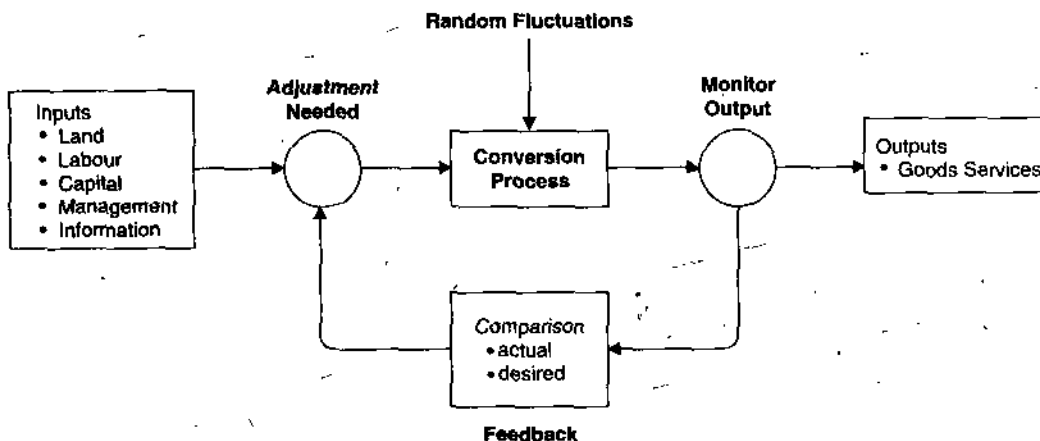 Random Fluctuations
Adjustment
Needed
Monitor
Output
Inputs
• Land
• Labour
• Capital
• Management
• Information
Conversion
Process
Outputs
• Goods Services
Comparison
• actual
• desired
Feedback